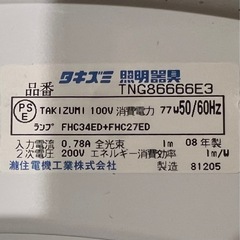 タキズミ 照明器具
品番 TNG86666E3
PS
E
TAKIZUMI 100V 消費電力 77W 50/60Hz
ランプ FHC34ED+FHC27ED
入力電流 0.78A 全光束 lm 08年製
2次電圧 200V エネルギー消費効率 lm/W
瀧住電機工業株式会社 81205